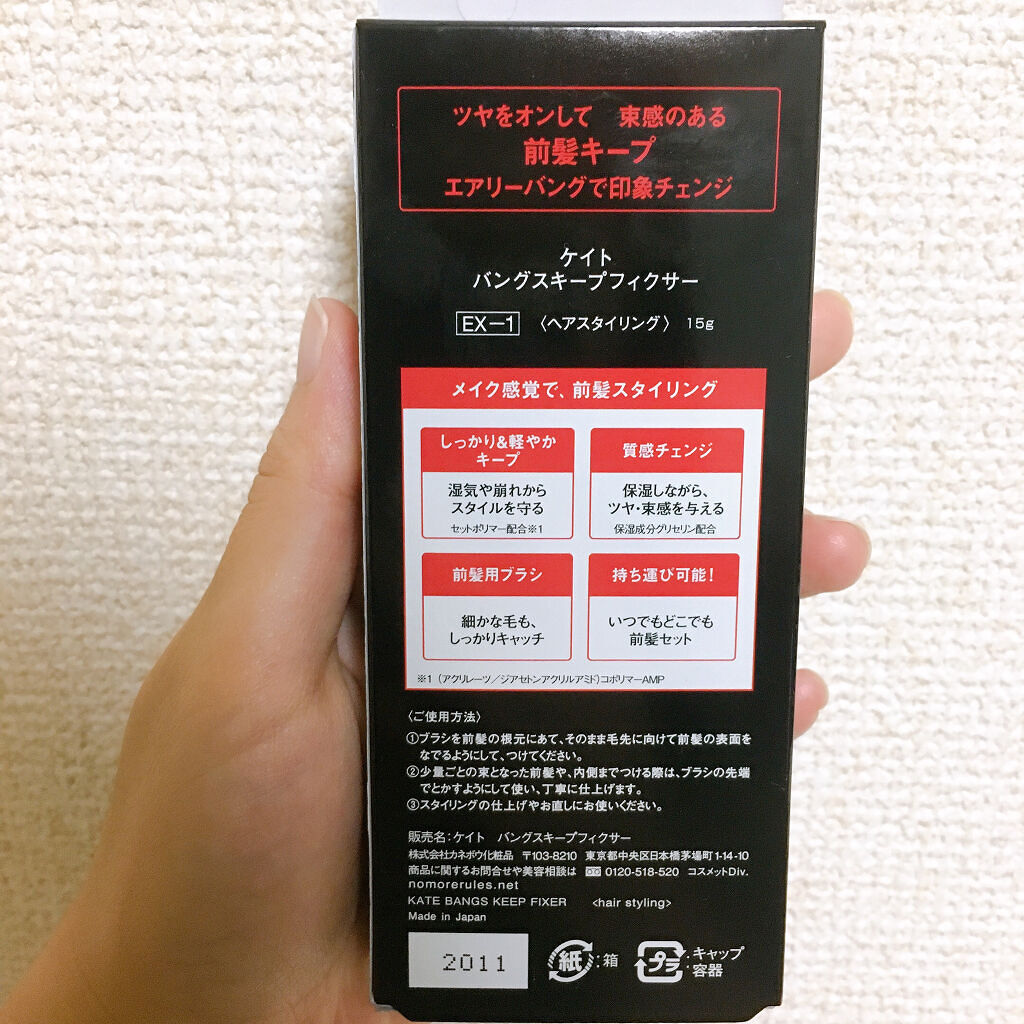 ツヤをオンして 束感のある
前髪キープ
エアリーバングで印象チェンジ
ケイト
バングスキープフィクサー
EX-1 〈ヘアスタイリング〉 15g
メイク感覚で、前髪スタイリング
しっかり&軽やか
キープ
湿気や崩れから
スタイルを守る
セットポリマー配合※1
質感チェンジ
保湿しながら、
ツヤ・束感を与える
保湿成分グリセリン配合
前髪用ブラシ
細かな毛も、
しっかりキャッチ
持ち運び可能!
いつでもどこでも
前髪セット
※1 (アクリレーツ/ジアセトンアクリルアミド)コポリマーAMP
〈ご使用方法〉
①ブラシを前髪の根元にあて、そのまま毛先に向けて前髪の表面を
なでるようにして、つけてください。
②少量ごとの束となった前髪や、内側までつける際は、ブラシの先端
でとかすようにして使い、丁寧に仕上げます。
③スタイリングの仕上げやお直しにお使いください。
販売名:ケイト バングスキープフィクサー
株式会社カネボウ化粧品 〒103-8210 東京都中央区日本橋茅場町1-14-10
商品に関するお問合せや美容相談は 0120-518-520 コスメットDiv.
nomorerules.net
KATE BANGS KEEP FIXER <hair styling>
Made in Japan
2011 紙:箱 プラ:キャップ
:容器